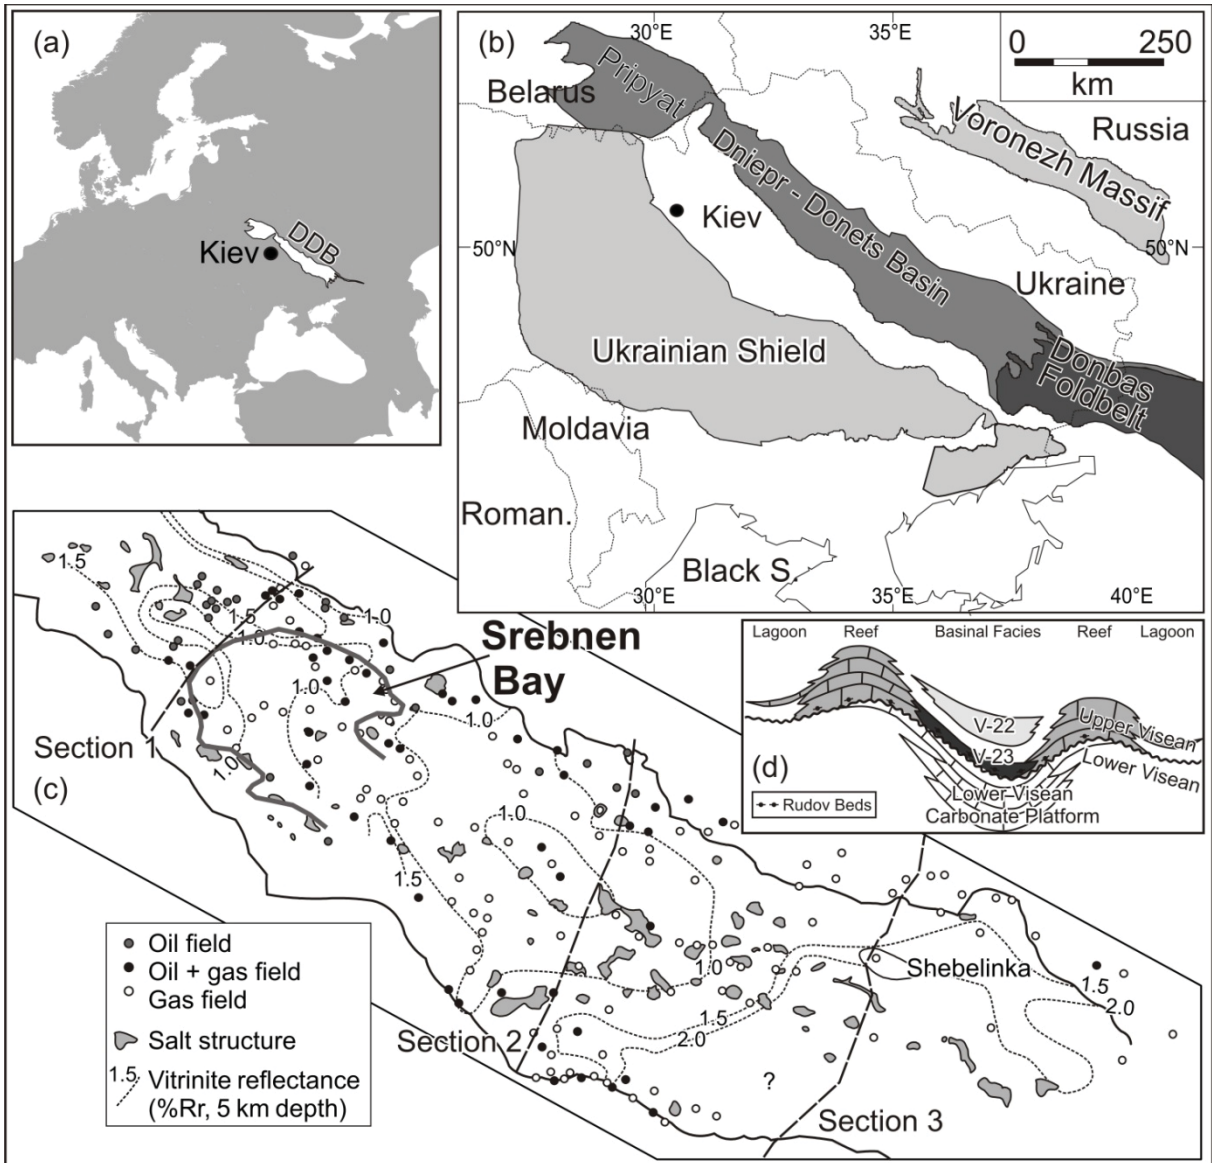 (a)
Kiev
DDB
(b)
30°E
35°E
0 250
km
Belarus
Pripyat
Dniepr - Donets Basin
Voronezh Massif
Russia
Kiev
50°N
50°N
Ukraine
Ukrainian Shield
Donbas
Foldbelt
Moldavia
Roman.
Black S.
30°E
35°E
40°E
(c)
1.5
1.5
1.0
1.0
1.0
Srebnen
Bay
1.0
Section 1
1.0
1.0
1.5
1.0
Shebelinka
1.5
2.0
1.5
2.0
Section 2
?
Section 3
Oil field
Oil + gas field
Gas field
Salt structure
1.5
Vitrinite reflectance
(%Rr, 5 km depth)
(d)
Lagoon Reef Basinal Facies Reef Lagoon
V-22
V-23
Upper Visean
Lower Visean
Lower Visean
Carbonate Platform
Rudov Beds